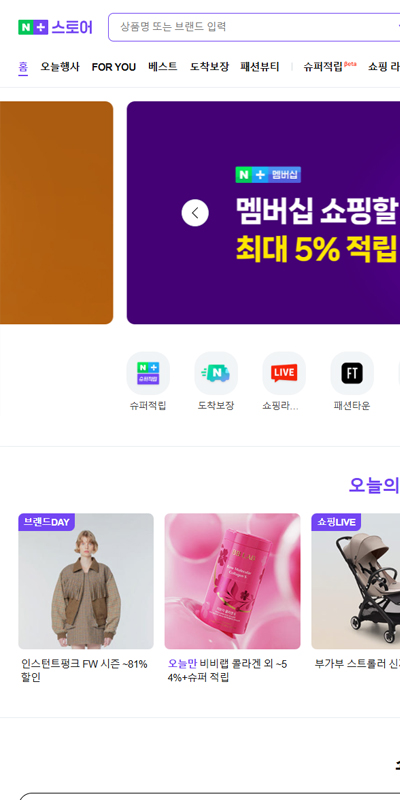 N+ 스토어
상품명 또는 브랜드 입력
홈 오늘행사 FOR YOU 베스트 도착보장 패션뷰티 슈퍼적립 Beta 쇼핑 라
N + 멤버십
멤버십 쇼핑할
최대 5% 적립
N+
슈퍼적립
N
LIVE
FT
슈퍼적립 도착보장 쇼핑라... 패션타운
오늘의
브랜드DAY
쇼핑LIVE
인스턴트펑크 FW 시즌 ~81%
할인
오늘만 비비랩 콜라겐 외 ~5
4%+슈퍼 적립
부가부 스트롤러 신